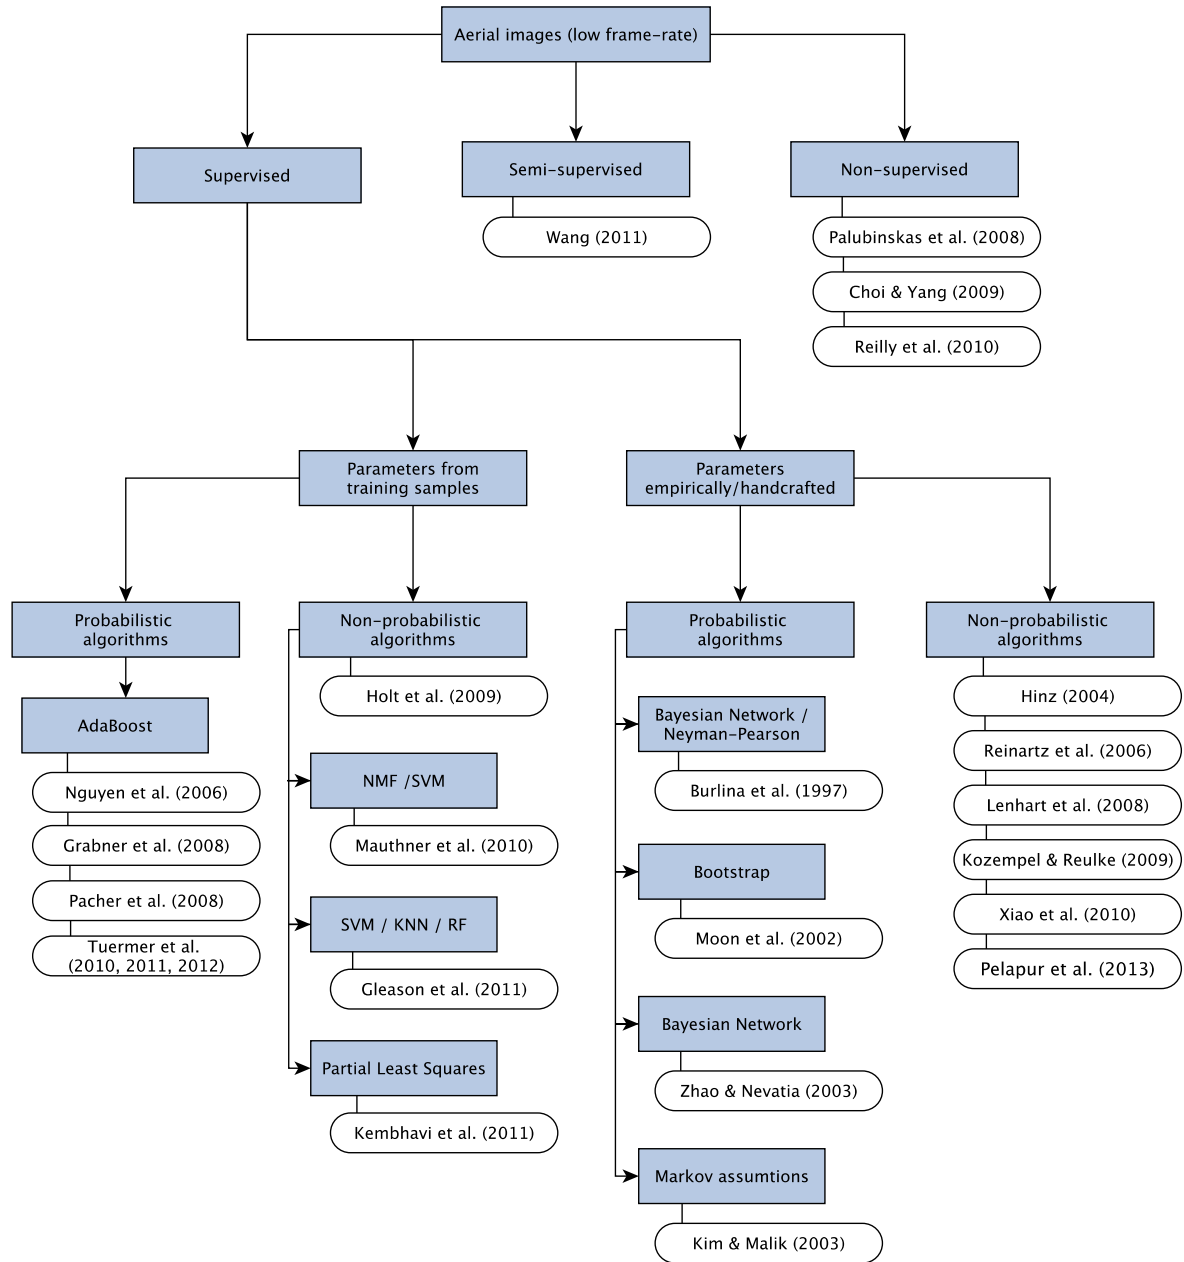 Aerial images (low frame-rate)
Supervised
Semi-supervised
Non-supervised
Wang (2011)
Palubinskas et al. (2008)
Choi & Yang (2009)
Reilly et al. (2010)
Parameters from
training samples
Parameters
empirically/handcrafted
Probabilistic
algorithms
Non-probabilistic
algorithms
Probabilistic
algorithms
Non-probabilistic
algorithms
AdaBoost
Nguyen et al. (2006)
Grabner et al. (2008)
Pacher et al. (2008)
Tuermer et al.
(2010, 2011, 2012)
Holt et al. (2009)
NMF /SVM
Mauthner et al. (2010)
SVM / KNN / RF
Gleason et al. (2011)
Partial Least Squares
Kembhavi et al. (2011)
Bayesian Network /
Neyman-Pearson
Burlina et al. (1997)
Bootstrap
Moon et al. (2002)
Bayesian Network
Zhao & Nevatia (2003)
Markov assumtions
Kim & Malik (2003)
Hinz (2004)
Reinartz et al. (2006)
Lenhart et al. (2008)
Kozempel & Reulke (2009)
Xiao et al. (2010)
Pelapur et al. (2013)